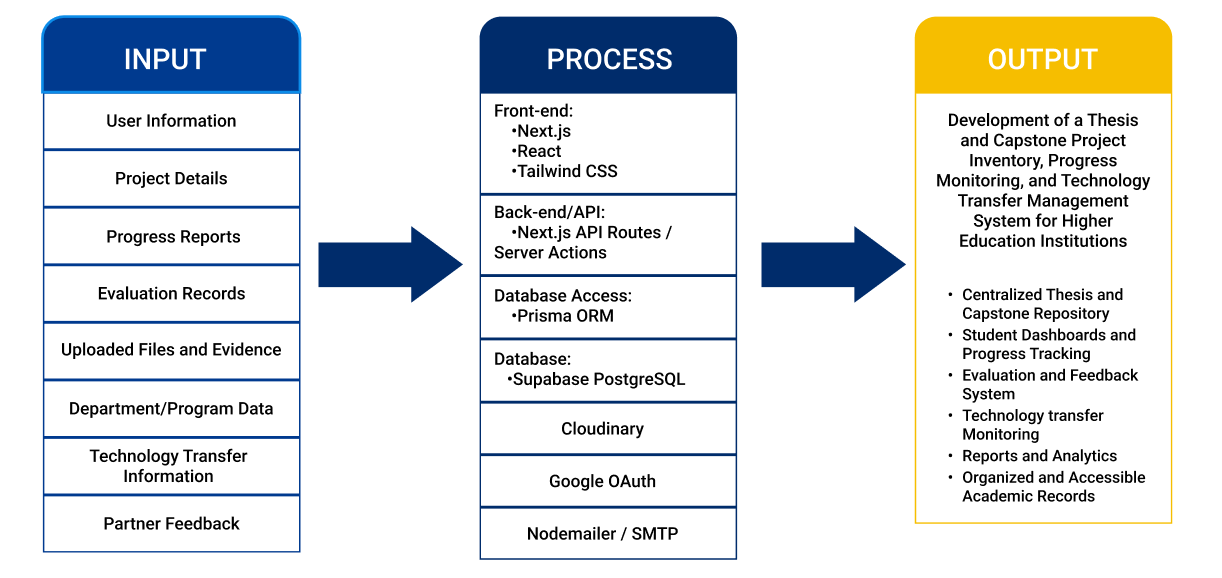 INPUT
User Information
Project Details
Progress Reports
Evaluation Records
Uploaded Files and Evidence
Department/Program Data
Technology Transfer
Information
Partner Feedback
PROCESS
Front-end:
•Next.js
•React
•Tailwind CSS
Back-end/API:
•Next.js API Routes /
Server Actions
Database Access:
•Prisma ORM
Database:
•Supabase PostgreSQL
Cloudinary
Google OAuth
Nodemailer / SMTP
OUTPUT
Development of a Thesis
and Capstone Project
Inventory, Progress
Monitoring, and Technology
Transfer Management
System for Higher
Education Institutions
• Centralized Thesis and
Capstone Repository
• Student Dashboards and
Progress Tracking
• Evaluation and Feedback
System
• Technology transfer
Monitoring
• Reports and Analytics
• Organized and Accessible
Academic Records